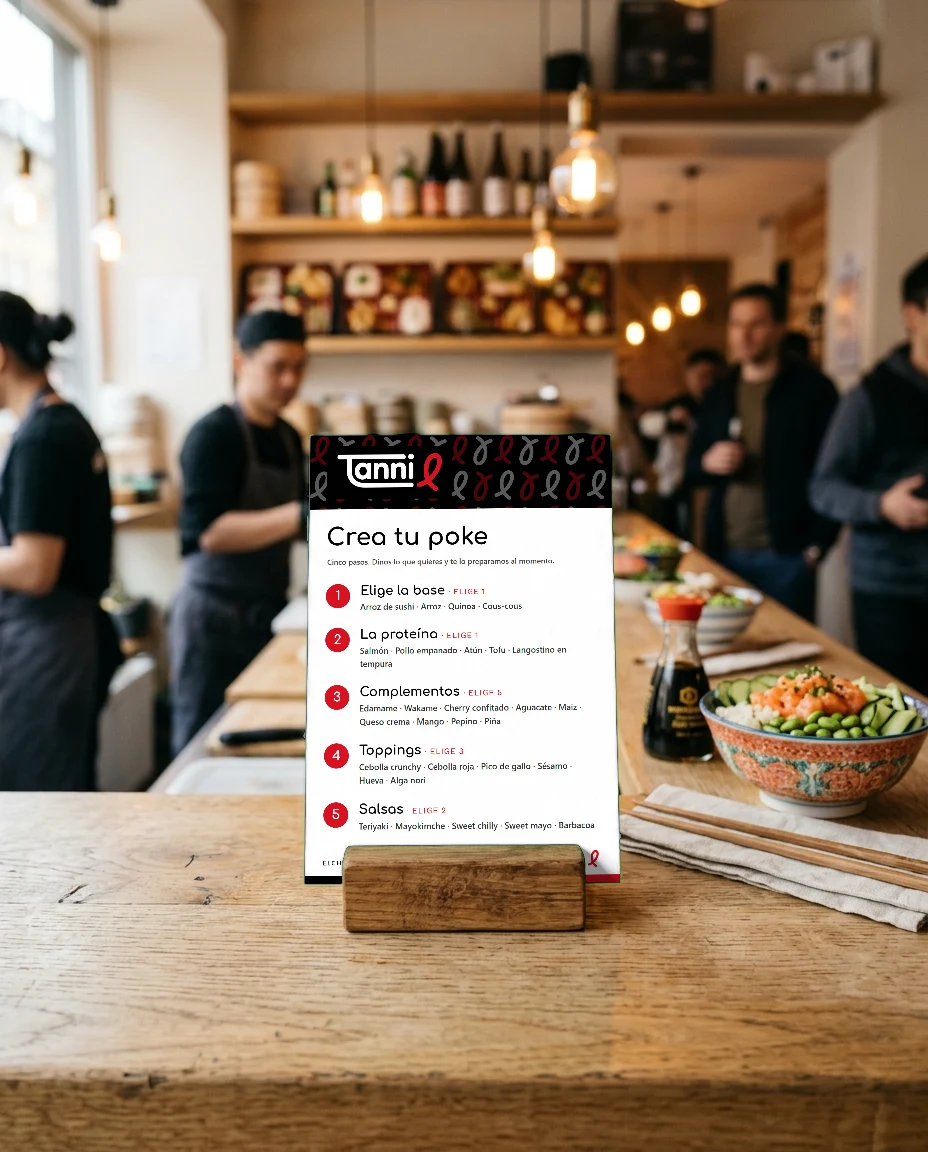 Tanni
Crea tu poke
Cinco pasos. Dinos lo que quieres y te lo preparamos al momento.
1 Elige la base · ELIGE 1
Arroz de sushi · Arroz · Quinoa · Cous-cous
2 La proteína · ELIGE 1
Salmón · Pollo empanado · Atún · Tofu · Langostino en
tempura
3 Complementos · ELIGE 5
Edamame · Wakame · Cherry confitado · Aguacate · Maíz ·
Queso crema · Mango · Pepino · Piña
4 Toppings · ELIGE 3
Cebolla crunchy · Cebolla roja · Pico de gallo · Sésamo ·
Hueva · Alga nori
5 Salsas · ELIGE 2
Teriyaki · Mayokimche · Sweet chilly · Sweet mayo · Barbacoa